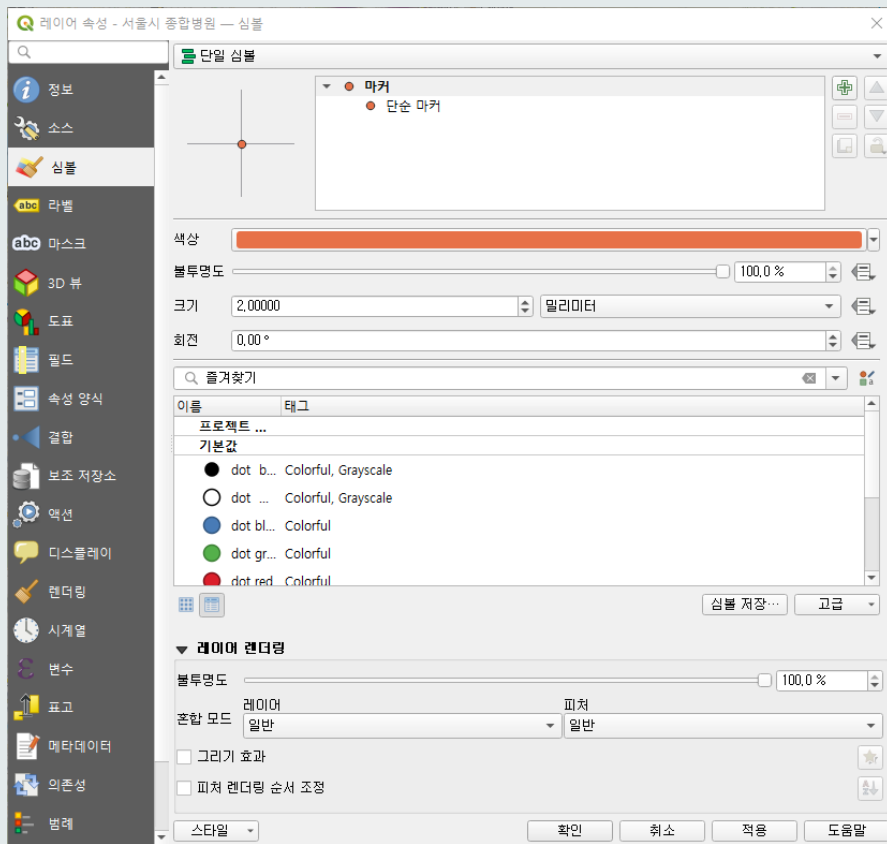 레이어 속성 - 서울시 종합병원 — 심볼
정보
소스
심볼
abc 라벨
abc 마스크
3D 뷰
도표
필드
속성 양식
결합
보조 저장소
액션
디스플레이
렌더링
시계열
변수
표고
메타데이터
의존성
범례
단일 심볼
마커
단순 마커
색상
불투명도 100,0 %
크기 2,00000 밀리미터
회전 0,00 °
즐겨찾기
이름 태그
프로젝트 ...
기본값
dot b... Colorful, Grayscale
dot ... Colorful, Grayscale
dot bl... Colorful
dot gr... Colorful
dot red Colorful
심볼 저장… 고급
레이어 렌더링
불투명도 100,0 %
레이어 피처
혼합 모드 일반 일반
그리기 효과
피처 렌더링 순서 조정
스타일 확인 취소 적용 도움말